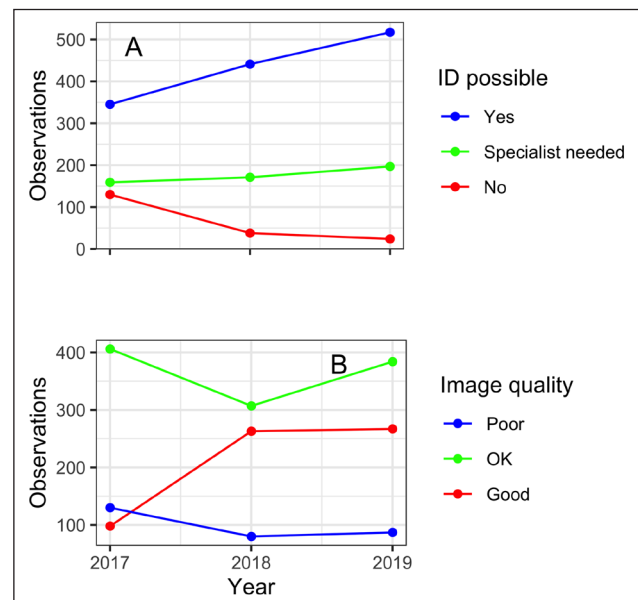 A
500
400
300
200
100
0
Observations
ID possible
Yes
Specialist needed
No
B
400
300
200
100
Observations
2017
2018
2019
Year
Image quality
Poor
OK
Good